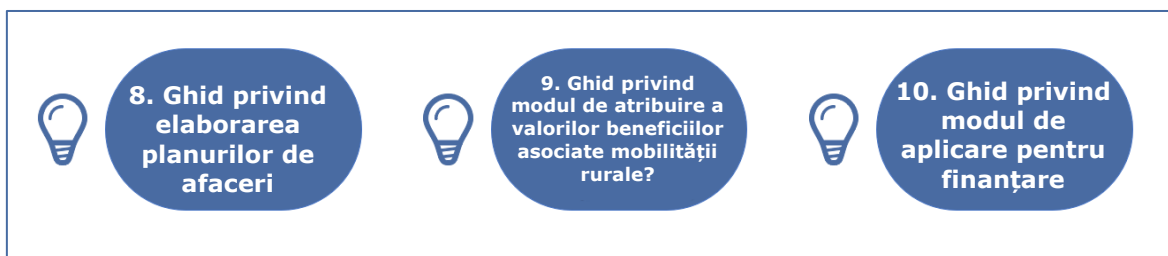 8. Ghid privind
elaborarea
planurilor de
afaceri
9. Ghid privind
modul de atribuire a
valorilor beneficiilor
asociate mobilității
rurale?
10. Ghid privind
modul de
aplicare pentru
finanțare